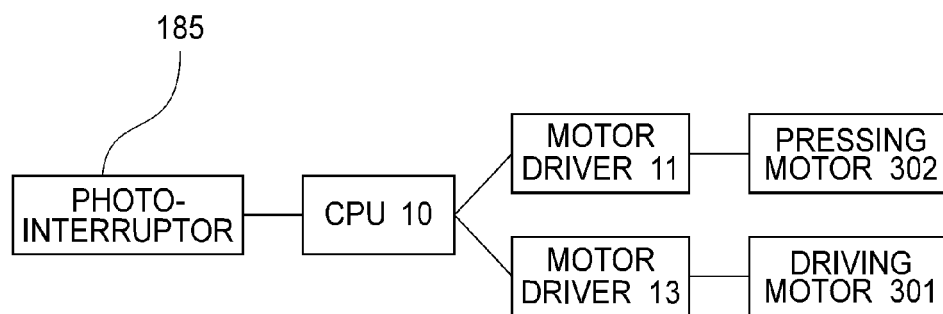 185
PHOTO-
INTERRUPTOR
CPU 10
MOTOR
DRIVER 11
PRESSING
MOTOR 302
MOTOR
DRIVER 13
DRIVING
MOTOR 301